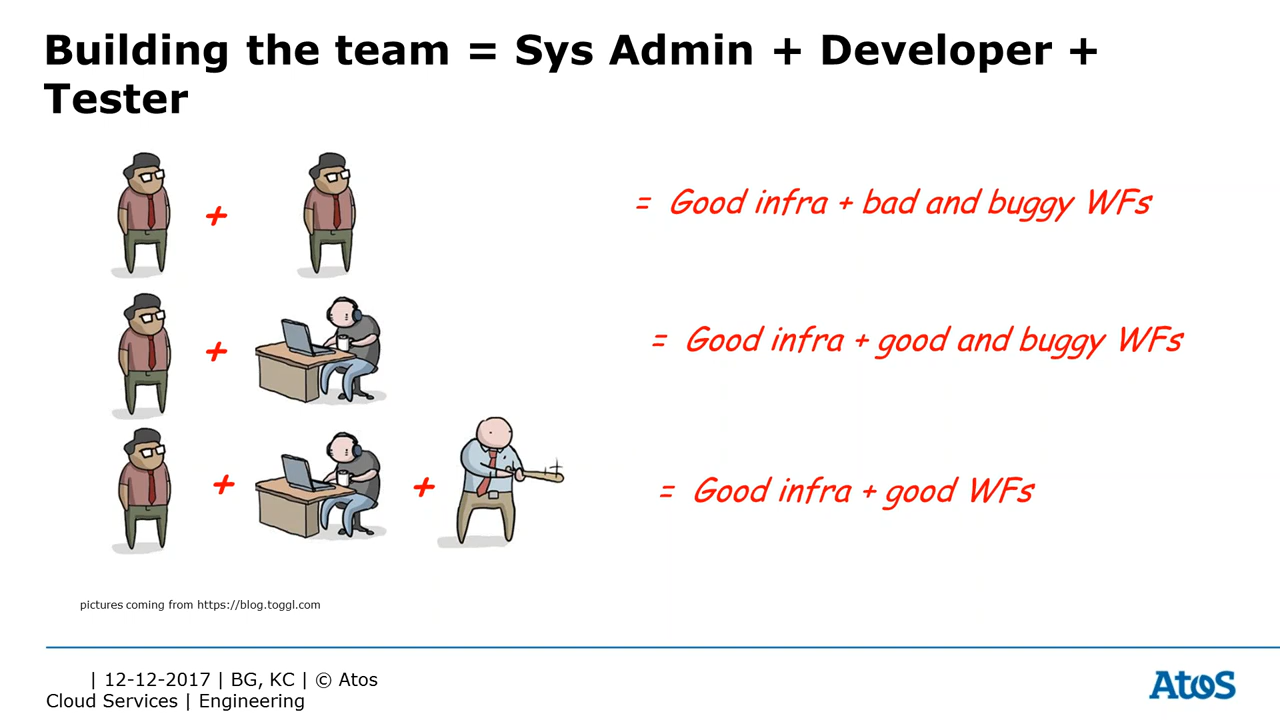 Building the team = Sys Admin + Developer +
Tester
+
= Good infra + bad and buggy WFs
+
= Good infra + good and buggy WFs
+ +
= Good infra + good WFs
pictures coming from https://blog.toggl.com
| 12-12-2017 | BG, KC | © Atos
Cloud Services | Engineering
Atos